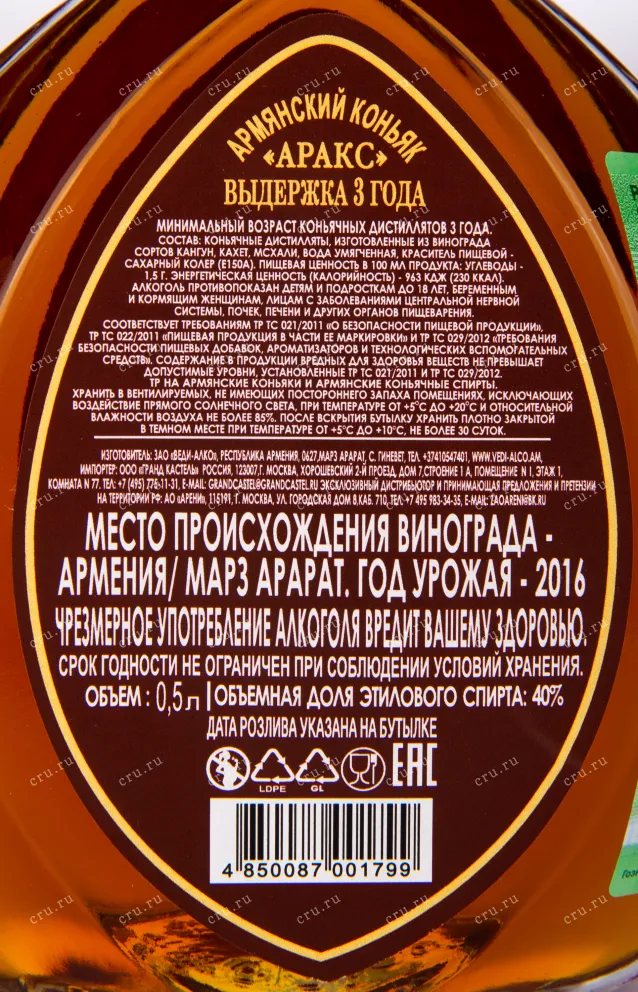 АРМЯНСКИЙ КОНЬЯК
«АРАКС»
ВЫДЕРЖКА 3 ГОДА
МИНИМАЛЬНЫЙ ВОЗРАСТ КОНЬЯЧНЫХ ДИСТИЛЛЯТОВ 3 ГОДА.
СОСТАВ: КОНЬЯЧНЫЕ ДИСТИЛЛЯТЫ, ИЗГОТОВЛЕННЫЕ ИЗ ВИНОГРАДА
СОРТОВ КАНГУН, КАХЕТ, МСХАЛИ, ВОДА УМЯГЧЕННАЯ, КРАСИТЕЛЬ ПИЩЕВОЙ -
САХАРНЫЙ КОЛЕР (Е150А). ПИЩЕВАЯ ЦЕННОСТЬ В 100 МЛ ПРОДУКТА: УГЛЕВОДЫ -
1,5 Г. ЭНЕРГЕТИЧЕСКАЯ ЦЕННОСТЬ (КАЛОРИЙНОСТЬ) - 963 КДЖ (230 ККАЛ).
АЛКОГОЛЬ ПРОТИВОПОКАЗАН ДЕТЯМ И ПОДРОСТКАМ ДО 18 ЛЕТ, БЕРЕМЕННЫМ
И КОРМЯЩИМ ЖЕНЩИНАМ, ЛИЦАМ С ЗАБОЛЕВАНИЯМИ ЦЕНТРАЛЬНОЙ НЕРВНОЙ
СИСТЕМЫ, ПОЧЕК, ПЕЧЕНИ И ДРУГИХ ОРГАНОВ ПИЩЕВАРЕНИЯ.
СООТВЕТСТВУЕТ ТРЕБОВАНИЯМ ТР ТС 021/2011 «О БЕЗОПАСНОСТИ ПИЩЕВОЙ ПРОДУКЦИИ»,
ТР ТС 022/2011 «ПИЩЕВАЯ ПРОДУКЦИЯ В ЧАСТИ ЕЕ МАРКИРОВКИ» И ТР ТС 029/2012 «ТРЕБОВАНИЯ
БЕЗОПАСНОСТИ ПИЩЕВЫХ ДОБАВОК, АРОМАТИЗАТОРОВ И ТЕХНОЛОГИЧЕСКИХ ВСПОМОГАТЕЛЬНЫХ
СРЕДСТВ». СОДЕРЖАНИЕ В ПРОДУКЦИИ ВРЕДНЫХ ДЛЯ ЗДОРОВЬЯ ВЕЩЕСТВ НЕ ПРЕВЫШАЕТ
ДОПУСТИМЫЕ УРОВНИ, УСТАНОВЛЕННЫЕ ТР ТС 021/2011 И ТР ТС 029/2012.
ТР НА АРМЯНСКИЕ КОНЬЯКИ И АРМЯНСКИЕ КОНЬЯЧНЫЕ СПИРТЫ.
ХРАНИТЬ В ВЕНТИЛИРУЕМЫХ, НЕ ИМЕЮЩИХ ПОСТОРОННЕГО ЗАПАХА ПОМЕЩЕНИЯХ, ИСКЛЮЧАЮЩИХ
ВОЗДЕЙСТВИЕ ПРЯМОГО СОЛНЕЧНОГО СВЕТА, ПРИ ТЕМПЕРАТУРЕ ОТ +5°С ДО +20°С И ОТНОСИТЕЛЬНОЙ
ВЛАЖНОСТИ ВОЗДУХА НЕ БОЛЕЕ 85%. ПОСЛЕ ВСКРЫТИЯ БУТЫЛКУ ХРАНИТЬ ПЛОТНО ЗАКРЫТОЙ
В ТЕМНОМ МЕСТЕ ПРИ ТЕМПЕРАТУРЕ ОТ +5°С ДО +10°С, НЕ БОЛЕЕ 30 СУТОК.
ИЗГОТОВИТЕЛЬ: ЗАО «ВЕДИ-АЛКО», РЕСПУБЛИКА АРМЕНИЯ, 0627, МАРЗ АРАРАТ, С. ГИНЕВЕТ, ТЕЛ. +37410547401, WWW.VEDI-ALCO.AM,
ИМПОРТЕР: ООО «ГРАНД КАСТЕЛЬ» РОССИЯ, 123007, Г. МОСКВА, ХОРОШЕВСКИЙ 2-Й ПРОЕЗД, ДОМ 7, СТРОЕНИЕ 1 А, ПОМЕЩЕНИЕ N I, ЭТАЖ 1,
КОМНАТА N 77. ТЕЛ.: +7 (495) 775-11-31, E-MAIL: GRANDCASTEL@GRANDCASTEL.RU ЭКСКЛЮЗИВНЫЙ ДИСТРИБЬЮТОР И ПРИНИМАЮЩАЯ ПРЕДЛОЖЕНИЯ И ПРЕТЕНЗИИ
НА ТЕРРИТОРИИ РФ: АО «АРЕНИ», 115191, Г. МОСКВА, УЛ. ГОРОДСКАЯ ДОМ 8, КАБ. 710, ТЕЛ.: +7 495 983-34-35, E-MAIL: ZAOARENI@BK.RU
МЕСТО ПРОИСХОЖДЕНИЯ ВИНОГРАДА -
АРМЕНИЯ/ МАРЗ АРАРАТ. ГОД УРОЖАЯ - 2016
ЧРЕЗМЕРНОЕ УПОТРЕБЛЕНИЕ АЛКОГОЛЯ ВРЕДИТ ВАШЕМУ ЗДОРОВЬЮ.
СРОК ГОДНОСТИ НЕ ОГРАНИЧЕН ПРИ СОБЛЮДЕНИИ УСЛОВИЙ ХРАНЕНИЯ.
ОБЪЕМ : 0,5 Л | ОБЪЕМНАЯ ДОЛЯ ЭТИЛОВОГО СПИРТА: 40%
ДАТА РОЗЛИВА УКАЗАНА НА БУТЫЛКЕ
LDPE GL EAC
4 850087 001799
cru.ru